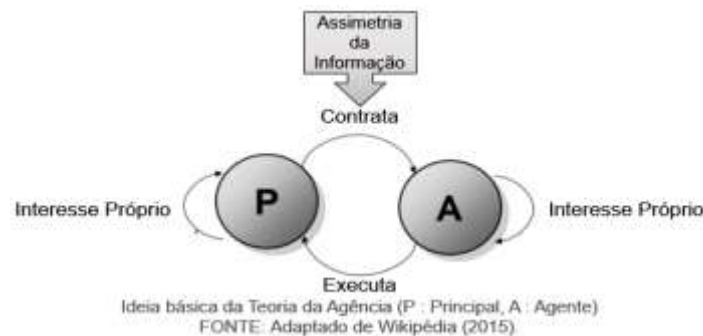 Assimetria
da
Informação
Contrata
P
A
Interesse Próprio
Interesse Próprio
Executa
Ideia básica da Teoria da Agência (P : Principal, A : Agente)
FONTE: Adaptado de Wikipédia (2015)